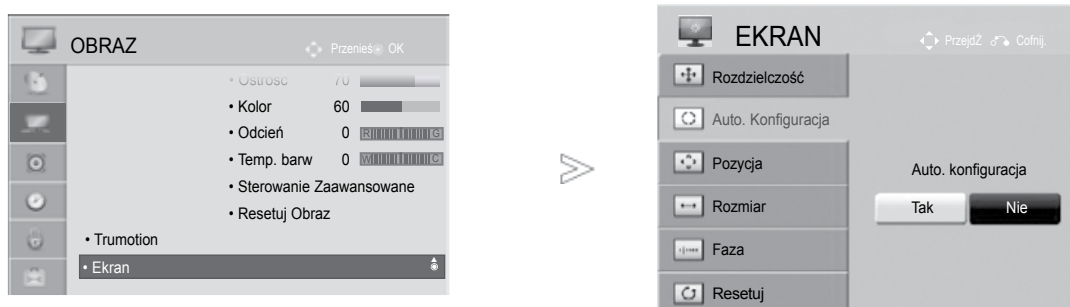 OBRAZ
Przenieś OK
• Ostrość 70
• Kolor 60
• Odcień 0 R G
• Temp. barw 0 W C
• Sterowanie Zaawansowane
• Resetuj Obraz
• Trumotion
• Ekran
EKRAN
PrzejdŹ Cofnij.
Rozdzielczość
Auto. Konfiguracja
Pozycja
Rozmiar
Faza
Resetuj
Auto. konfiguracja
Tak Nie